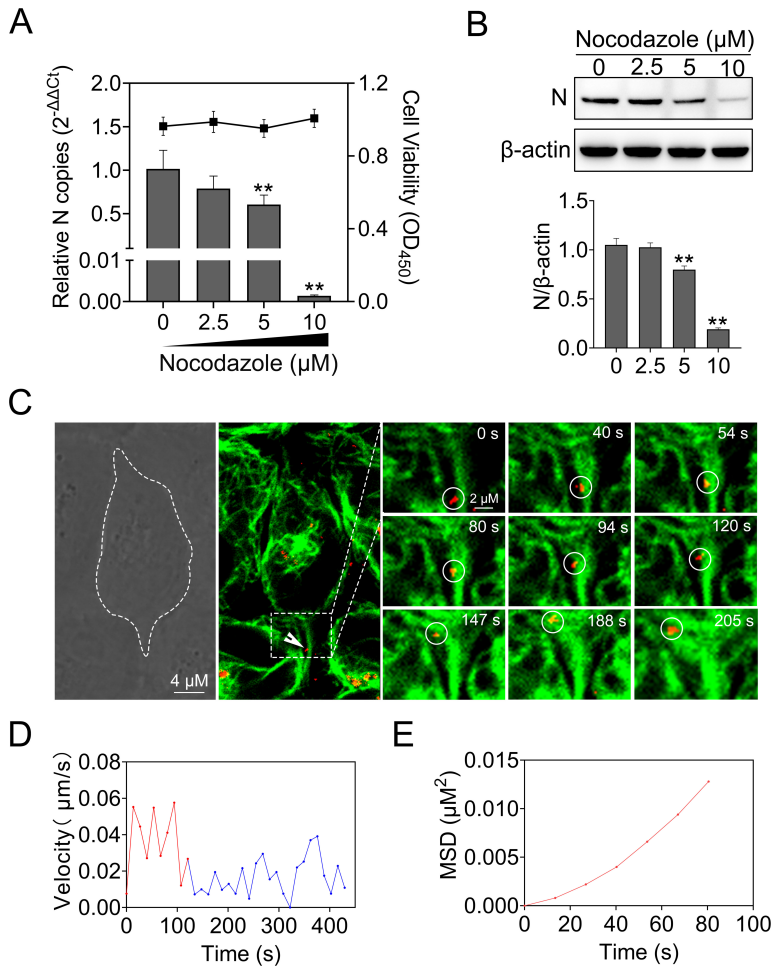 A
Relative N copies (2^-ΔΔCt)
2.0
1.5
1.0
0.5
0.01
0.00
1.2
0.8
0.4
0.0
Cell Viability (OD450)
**
**
0 2.5 5 10
Nocodazole (μM)
B
Nocodazole (μM)
0 2.5 5 10
N
β-actin
N/β-actin
1.5
1.0
0.5
0.0
**
**
0 2.5 5 10
C
4 μM
0 s
2 μM
40 s
54 s
80 s
94 s
120 s
147 s
188 s
205 s
D
Velocity( μm/s)
0.08
0.06
0.04
0.02
0.00
0 100 200 300 400
Time (s)
E
MSD (μM²)
0.015
0.010
0.005
0.000
0 20 40 60 80 100
Time (s)